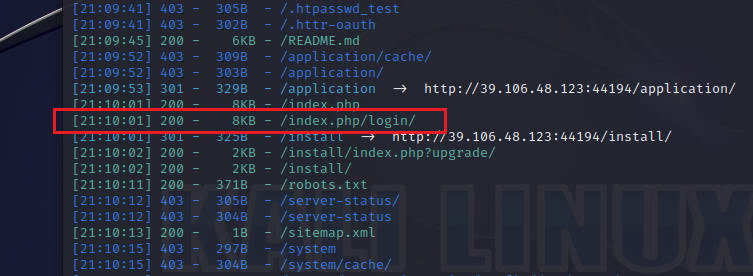 [21:09:41] 403 - 305B - /.htpasswd_test
[21:09:41] 403 - 302B - /.httr-oauth
[21:09:45] 200 - 6KB - /README.md
[21:09:52] 403 - 309B - /application/cache/
[21:09:52] 403 - 303B - /application/
[21:09:53] 301 - 329B - /application → http://39.106.48.123:44194/application/
[21:10:01] 200 - 8KB - /index.php
[21:10:01] 200 - 8KB - /index.php/login/
[21:10:01] 301 - 325B - /install → http://39.106.48.123:44194/install/
[21:10:02] 200 - 2KB - /install/index.php?upgrade/
[21:10:02] 200 - 2KB - /install/
[21:10:11] 200 - 371B - /robots.txt
[21:10:12] 403 - 305B - /server-status/
[21:10:12] 403 - 304B - /server-status
[21:10:13] 200 - 1B - /sitemap.xml
[21:10:15] 403 - 297B - /system
[21:10:15] 403 - 304B - /system/cache/
KALI LINUX